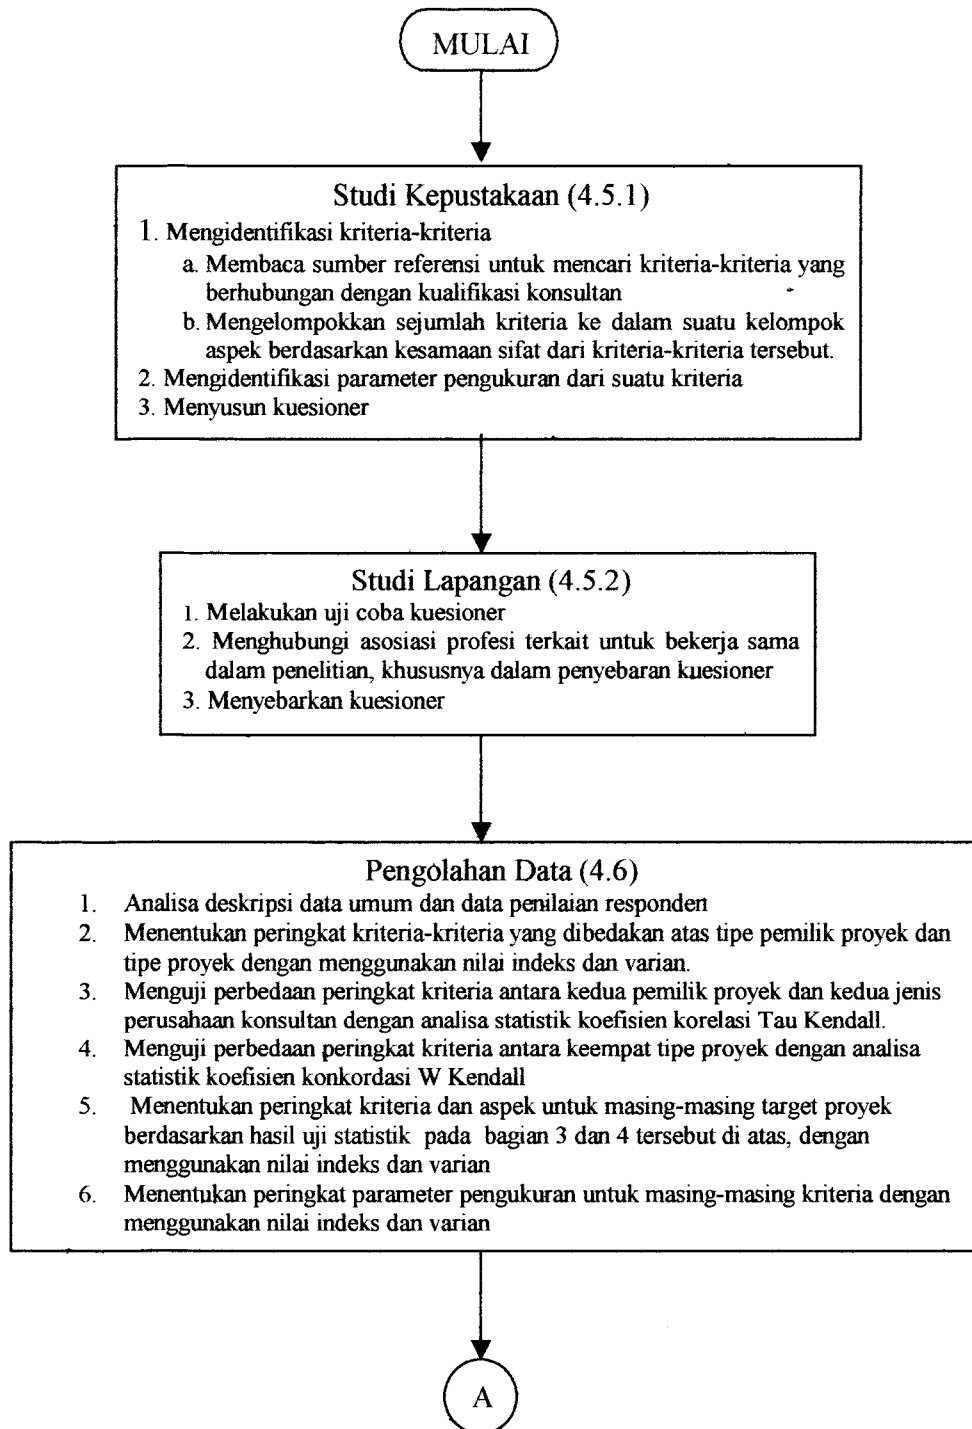 MULAI
Studi Kepustakaan (4.5.1)
1. Mengidentifikasi kriteria-kriteria
a. Membaca sumber referensi untuk mencari kriteria-kriteria yang
berhubungan dengan kualifikasi konsultan
b. Mengelompokkan sejumlah kriteria ke dalam suatu kelompok
aspek berdasarkan kesamaan sifat dari kriteria-kriteria tersebut.
2. Mengidentifikasi parameter pengukuran dari suatu kriteria
3. Menyusun kuesioner
Studi Lapangan (4.5.2)
1. Melakukan uji coba kuesioner
2. Menghubungi asosiasi profesi terkait untuk bekerja sama
dalam penelitian, khususnya dalam penyebaran kuesioner
3. Menyebarkan kuesioner
Pengolahan Data (4.6)
1. Analisa deskripsi data umum dan data penilaian responden
2. Menentukan peringkat kriteria-kriteria yang dibedakan atas tipe pemilik proyek dan
tipe proyek dengan menggunakan nilai indeks dan varian.
3. Menguji perbedaan peringkat kriteria antara kedua pemilik proyek dan kedua jenis
perusahaan konsultan dengan analisa statistik koefisien korelasi Tau Kendall.
4. Menguji perbedaan peringkat kriteria antara keempat tipe proyek dengan analisa
statistik koefisien konkordasi W Kendall
5. Menentukan peringkat kriteria dan aspek untuk masing-masing target proyek
berdasarkan hasil uji statistik pada bagian 3 dan 4 tersebut di atas, dengan
menggunakan nilai indeks dan varian
6. Menentukan peringkat parameter pengukuran untuk masing-masing kriteria dengan
menggunakan nilai indeks dan varian
A